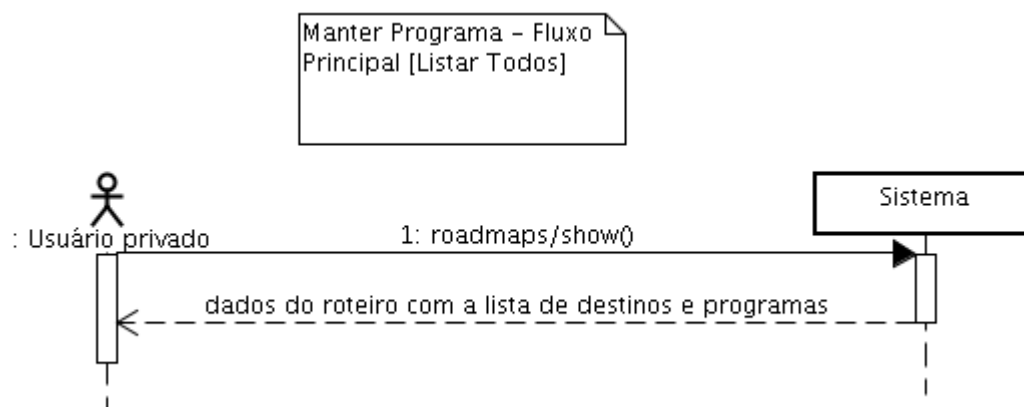 Manter Programa – Fluxo
Principal [Listar Todos]
Sistema
: Usuário privado
1: roadmaps/show()
dados do roteiro com a lista de destinos e programas